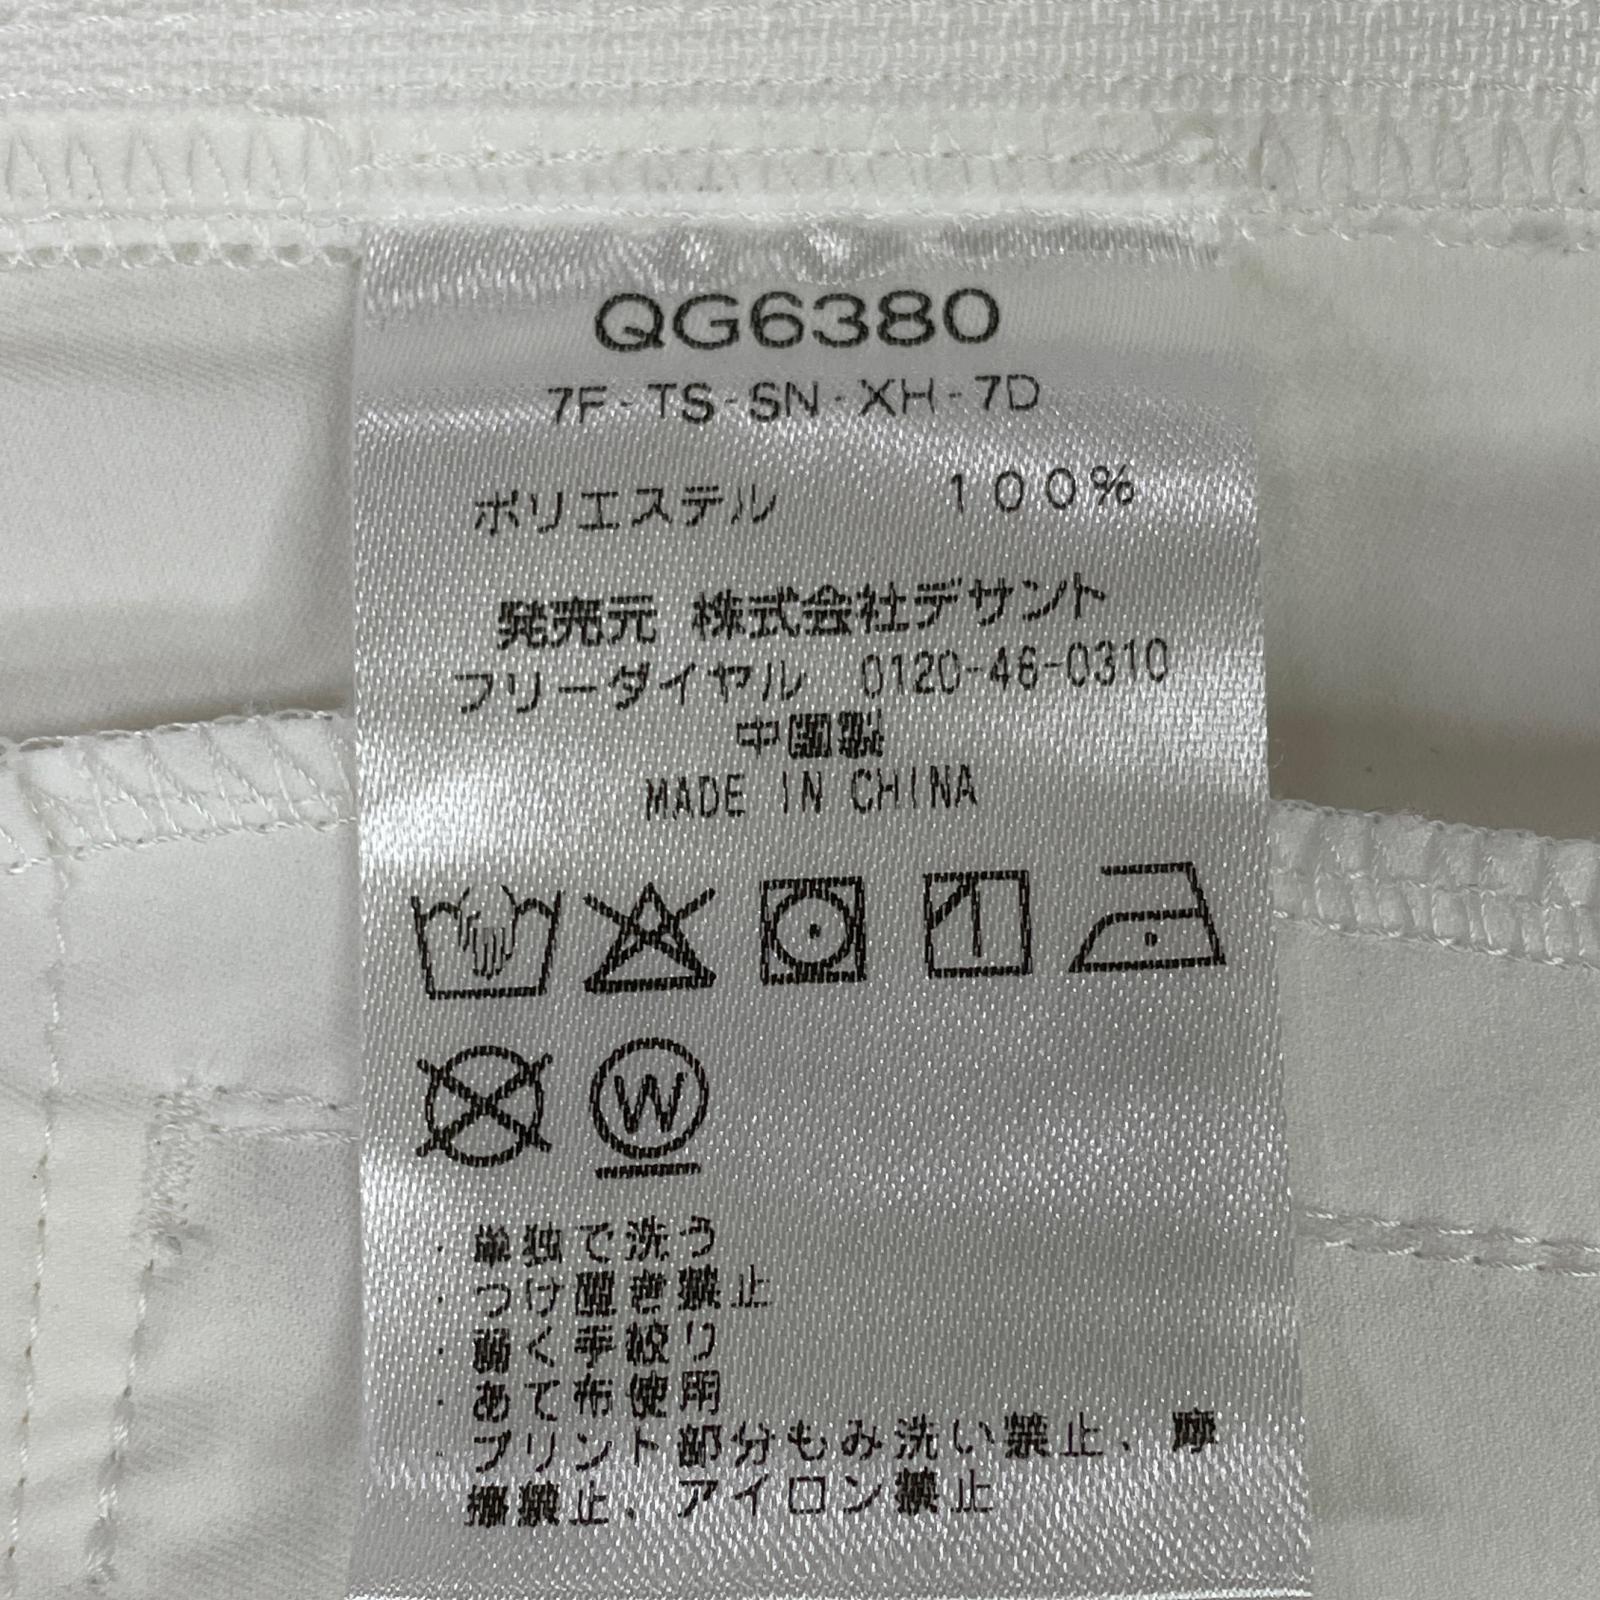 QG6380
7F-TS-SN-XH-7D
ポリエステル 100%
発売元 株式会社デサント
フリーダイヤル 0120-46-0310
中国製
MADE IN CHINA
W
・単独で洗う
・つけ置き禁止
・弱く手絞り
・あて布使用
・プリント部分もみ洗い禁止、摩
擦禁止、アイロン禁止